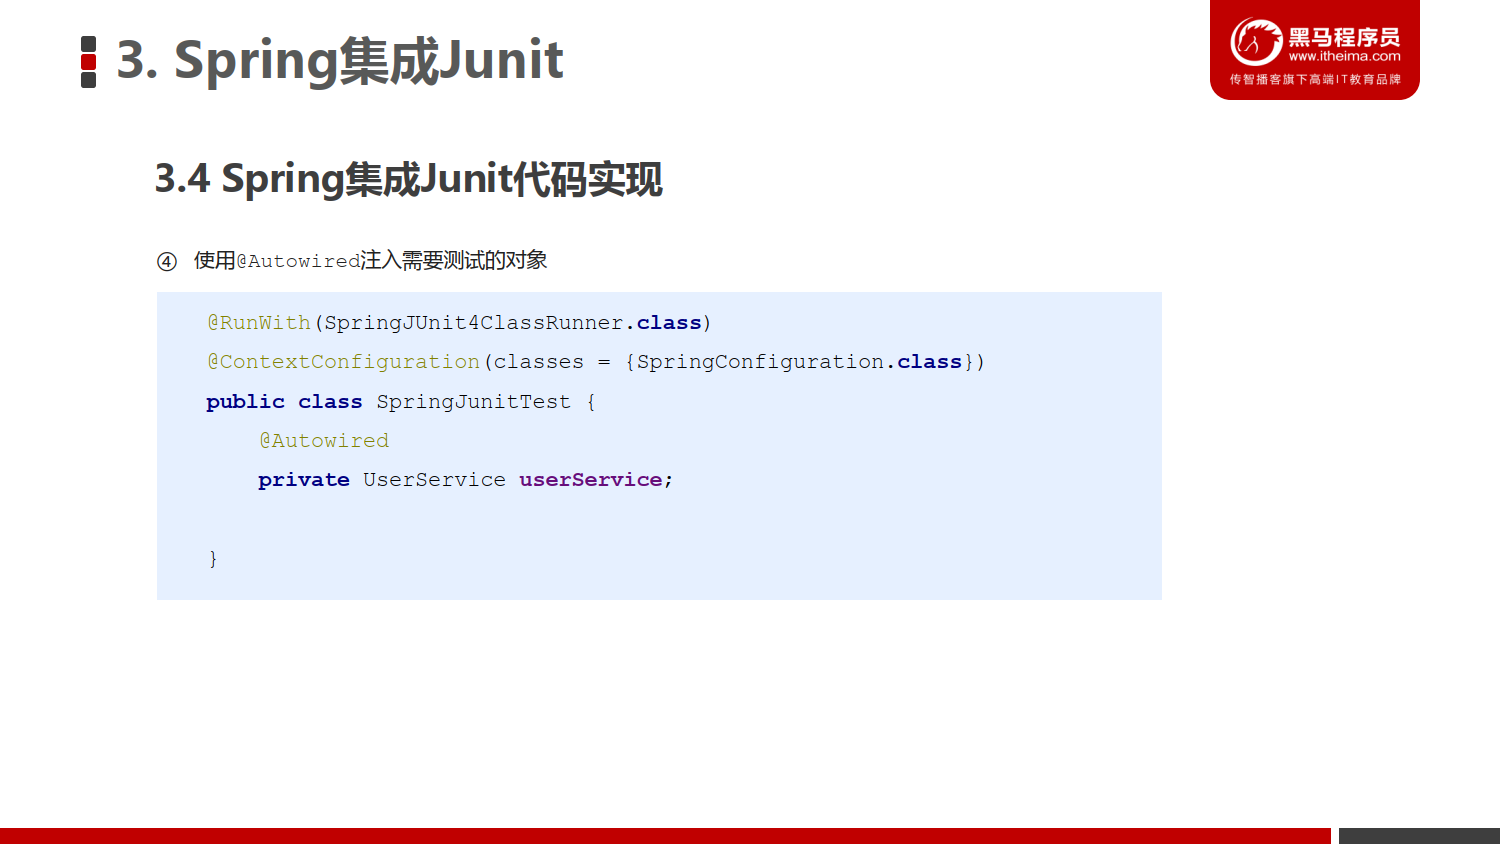 3. Spring集成Junit
黑马程序员
www.itheima.com
传智播客旗下高端IT教育品牌
3.4 Spring集成Junit代码实现
④ 使用@Autowired注入需要测试的对象
@RunWith(SpringJUnit4ClassRunner.class)
@ContextConfiguration(classes = {SpringConfiguration.class})
public class SpringJunitTest {
@Autowired
private UserService userService;
}